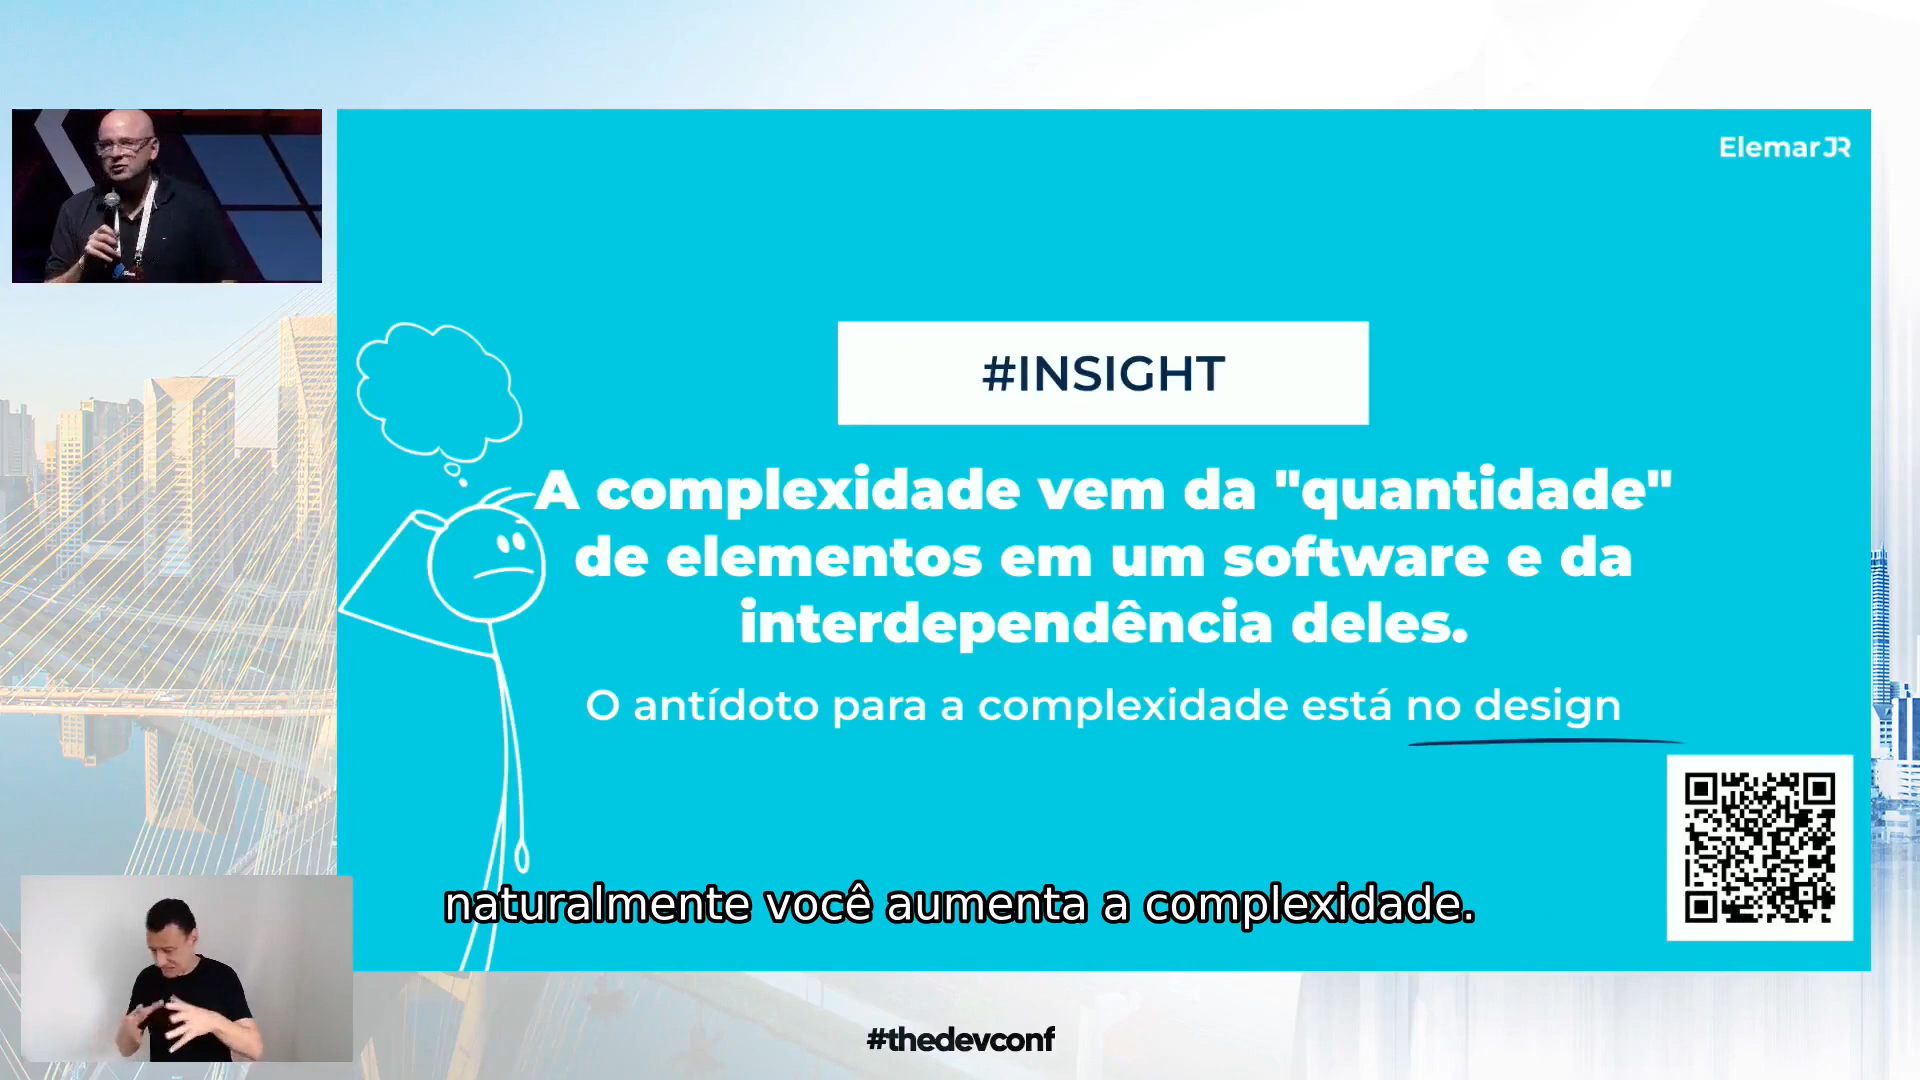 ElemarJR
#INSIGHT
A complexidade vem da "quantidade"
de elementos em um software e da
interdependência deles.
O antídoto para a complexidade está no design
naturalmente você aumenta a complexidade.
#thedevconf